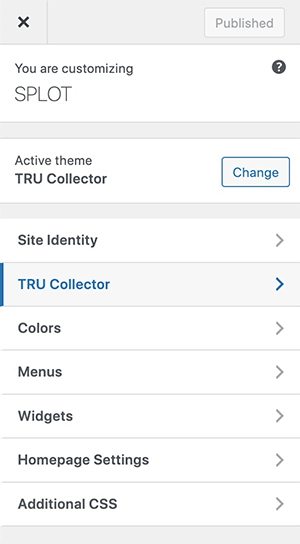 Published
You are customizing
SPLOT
Active theme
TRU Collector
Change
Site Identity
TRU Collector
Colors
Menus
Widgets
Homepage Settings
Additional CSS